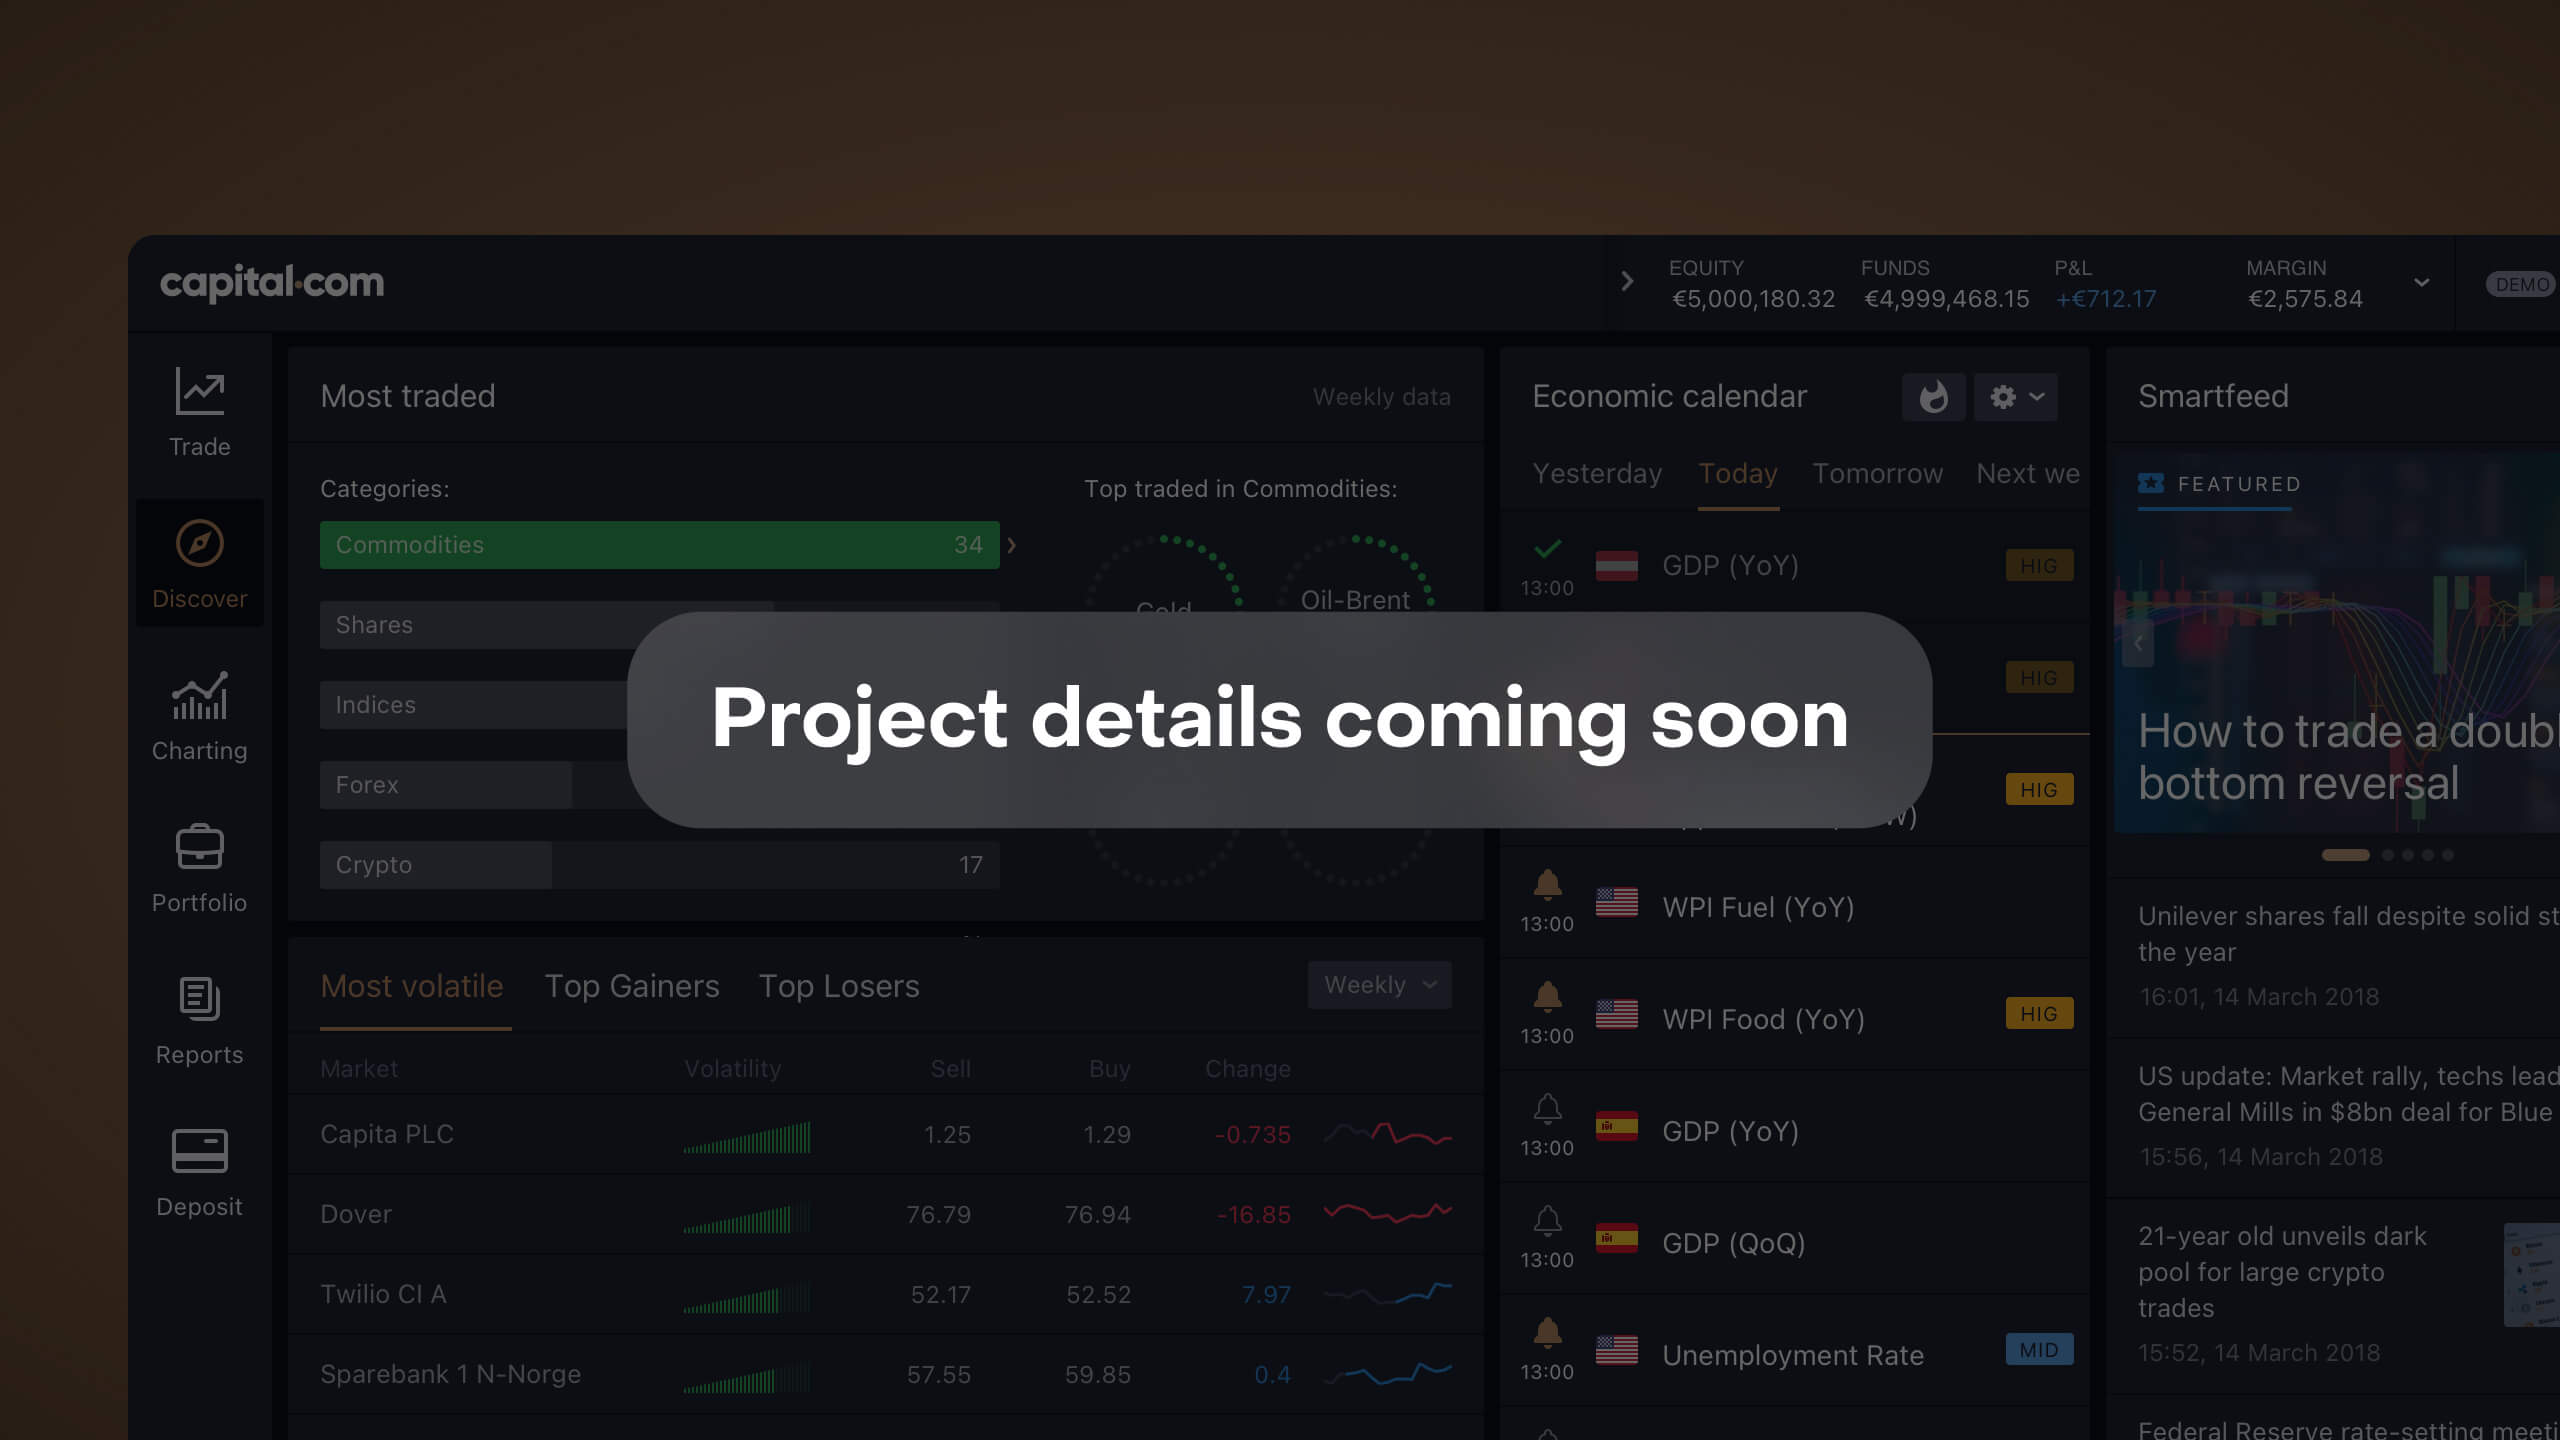 capital.com
EQUITY
€5,000,180.32
FUNDS
€4,999,468.15
P&L
+€712.17
MARGIN
€2,575.84
DEMO
Trade
Discover
Charting
Portfolio
Reports
Deposit
Most traded
Weekly data
Categories:
Commodities 34
Shares
Indices
Forex
Crypto 17
Top traded in Commodities:
Gold
Oil-Brent
Project details coming soon
Most volatile Top Gainers Top Losers
Weekly
Market Volatility Sell Buy Change
Capita PLC 1.25 1.29 -0.735
Dover 76.79 76.94 -16.85
Twilio Cl A 52.17 52.52 7.97
Sparebank 1 N-Norge 57.55 59.85 0.4
Economic calendar
Yesterday Today Tomorrow Next we
13:00 GDP (YoY) HIG
HIG
HIG
13:00 WPI Fuel (YoY)
13:00 WPI Food (YoY) HIG
13:00 GDP (YoY)
13:00 GDP (QoQ)
13:00 Unemployment Rate MID
Smartfeed
FEATURED
How to trade a doubl
bottom reversal
Unilever shares fall despite solid st
the year
16:01, 14 March 2018
US update: Market rally, techs lead
General Mills in $8bn deal for Blue
15:56, 14 March 2018
21-year old unveils dark
pool for large crypto
trades
15:52, 14 March 2018
Federal Reserve rate-setting meeti